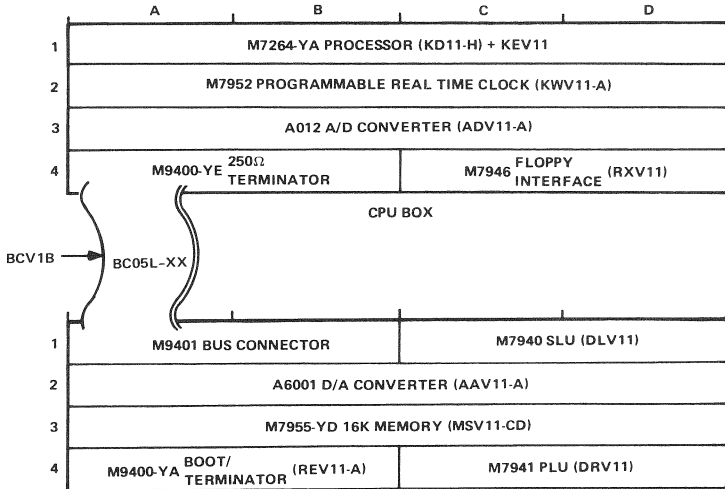 A B C D
1 M7264-YA PROCESSOR (KD11-H) + KEV11
2 M7952 PROGRAMMABLE REAL TIME CLOCK (KWV11-A)
3 A012 A/D CONVERTER (ADV11-A)
4 M9400-YE 250Ω TERMINATOR M7946 FLOPPY INTERFACE (RXV11)
CPU BOX
BCV1B BC05L-XX
1 M9401 BUS CONNECTOR M7940 SLU (DLV11)
2 A6001 D/A CONVERTER (AAV11-A)
3 M7955-YD 16K MEMORY (MSV11-CD)
4 M9400-YA BOOT/ TERMINATOR (REV11-A) M7941 PLU (DRV11)